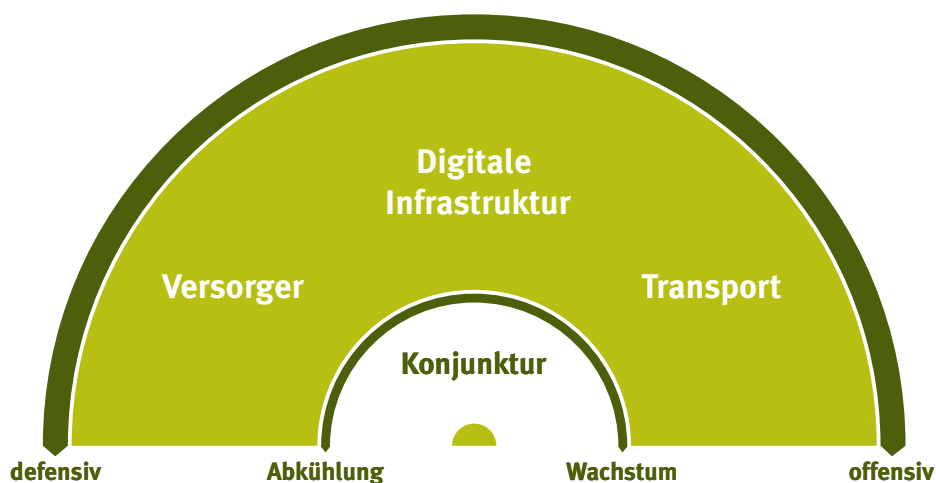 Digitale
Infrastruktur
Versorger
Transport
Konjunktur
defensiv
Abkühlung
Wachstum
offensiv